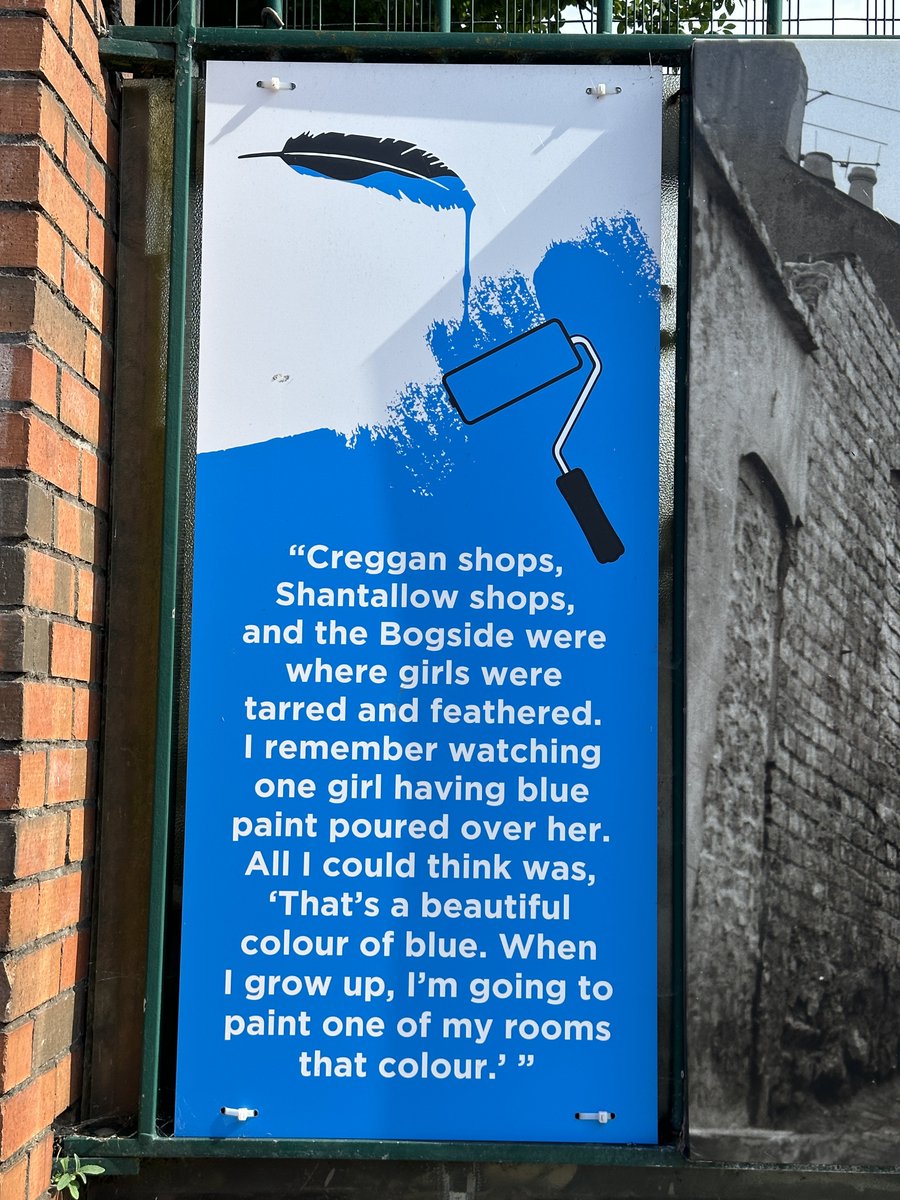 “Creggan shops,
Shantallow shops,
and the Bogside were
where girls were
tarred and feathered.
I remember watching
one girl having blue
paint poured over her.
All I could think was,
‘That’s a beautiful
colour of blue. When
I grow up, I’m going to
paint one of my rooms
that colour.’ ”